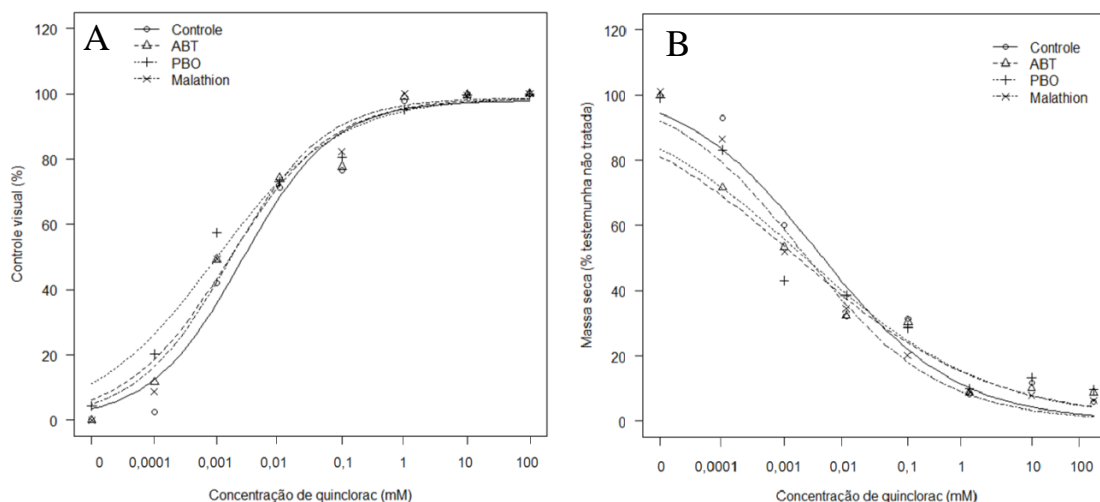 A
Controle
ABT
PBO
Malathion
120
100
80
60
40
20
0
Controle visual (%)
0 0,0001 0,001 0,01 0,1 1 10 100
Concentração de quinclorac (mM)
B
Controle
ABT
PBO
Malathion
120
100
80
60
40
20
0
Massa seca (% testemunha não tratada)
0 0,0001 0,001 0,01 0,1 1 10 100
Concentração de quinclorac (mM)